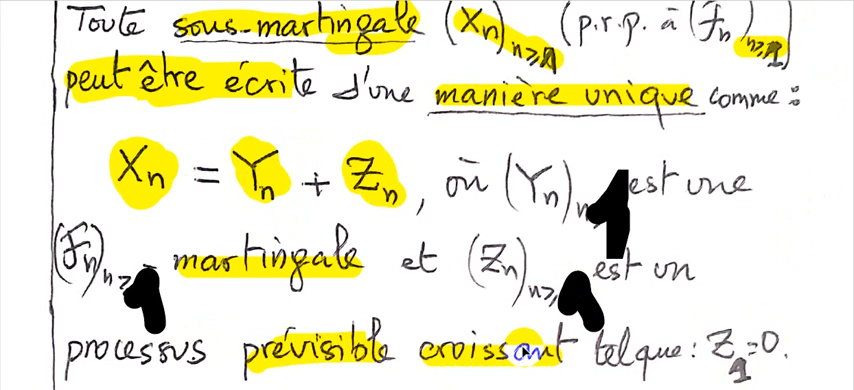 Toute sous-martingale (Xn)n≥1 (p.r.p. à (Fn)n≥1)
peut être écrite d'une manière unique comme :
Xn = Yn + Zn, où (Yn)n≥1 est une
(Fn)n≥1 - martingale et (Zn)n≥1 est un
processus prévisible croissant tel que : Z1=0.